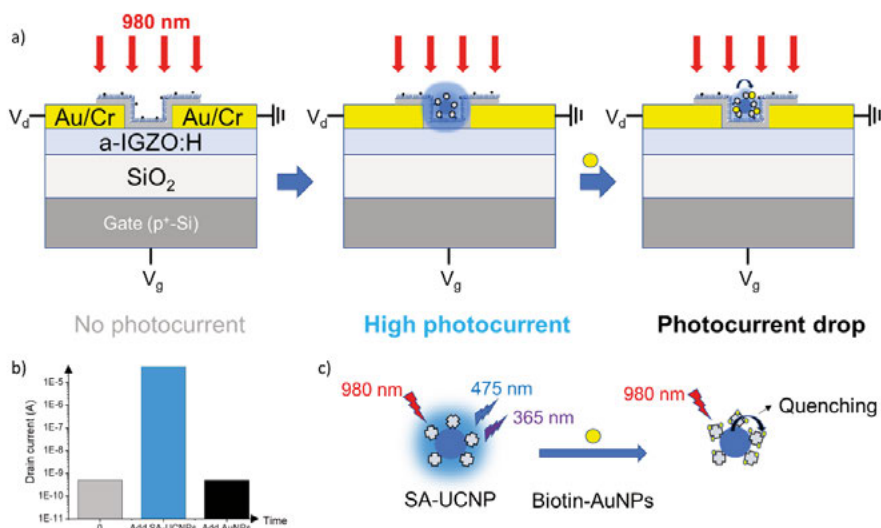 a)
980 nm
V_d
Au/Cr
Au/Cr
a-IGZO:H
SiO₂
Gate (p⁺-Si)
V_g
V_d
V_g
V_d
V_g
No photocurrent
High photocurrent
Photocurrent drop
b)
Drain current (A)
1E-5
1E-6
1E-7
1E-8
1E-9
1E-10
1E-11
0
Add SA-UCNPs
Add AuNPs
Time
c)
980 nm
475 nm
365 nm
SA-UCNP
Biotin-AuNPs
980 nm
Quenching